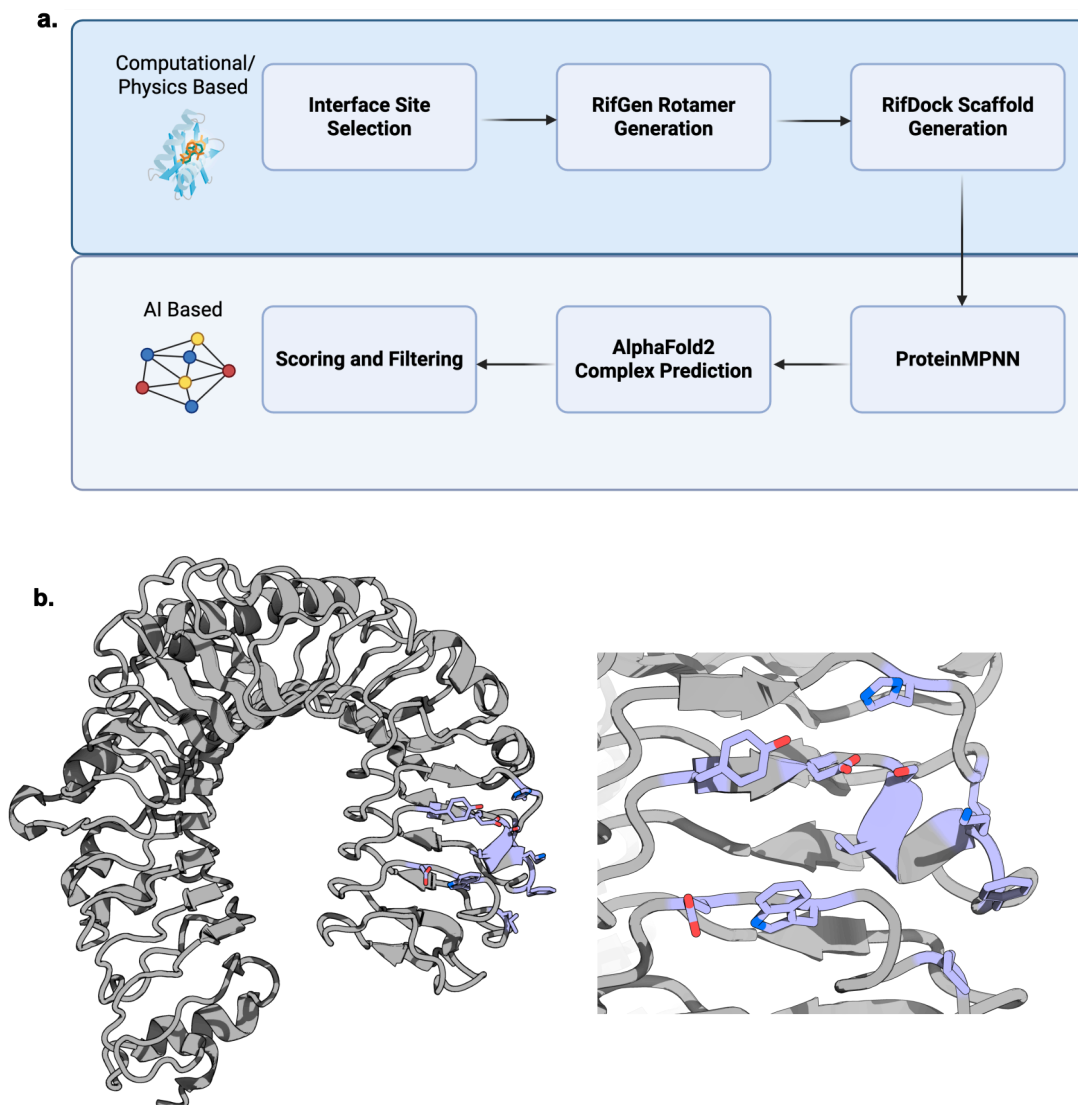 a.
Computational/
Physics Based
Interface Site
Selection
RifGen Rotamer
Generation
RifDock Scaffold
Generation
AI Based
Scoring and Filtering
AlphaFold2
Complex Prediction
ProteinMPNN
b.